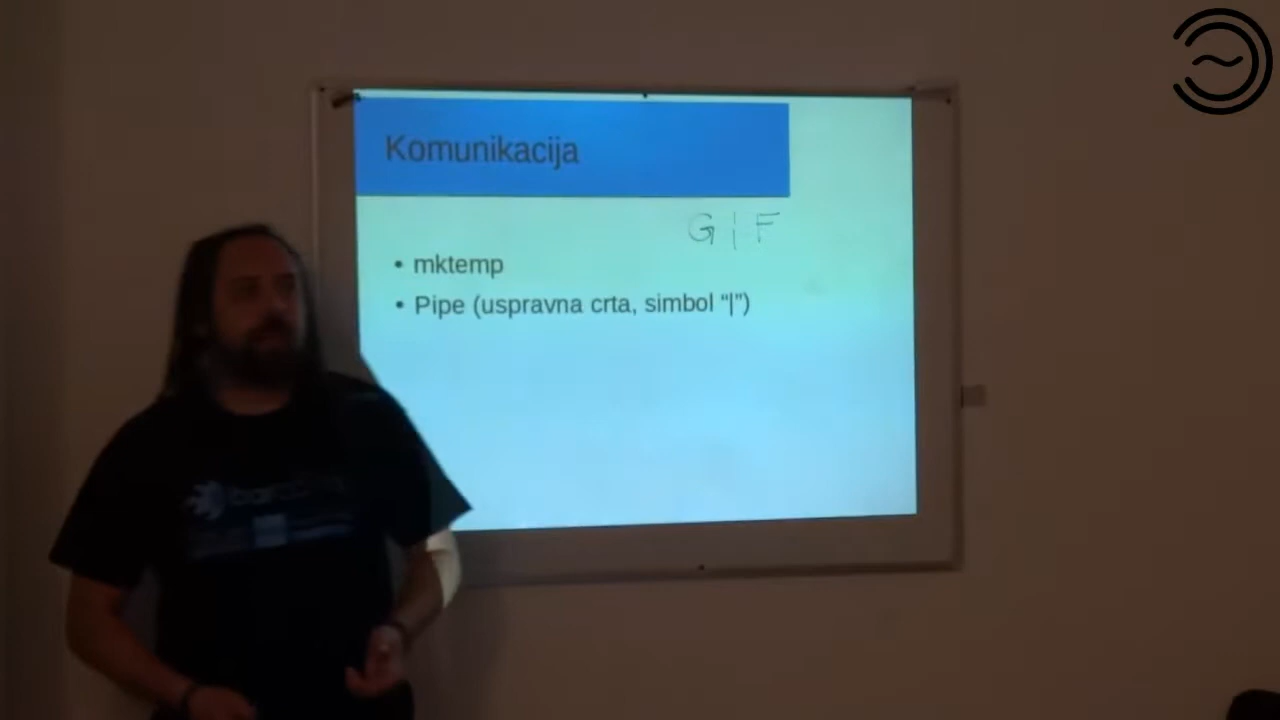 Komunikacija
G | F
• mktemp
• Pipe (uspravna crta, simbol “|”)